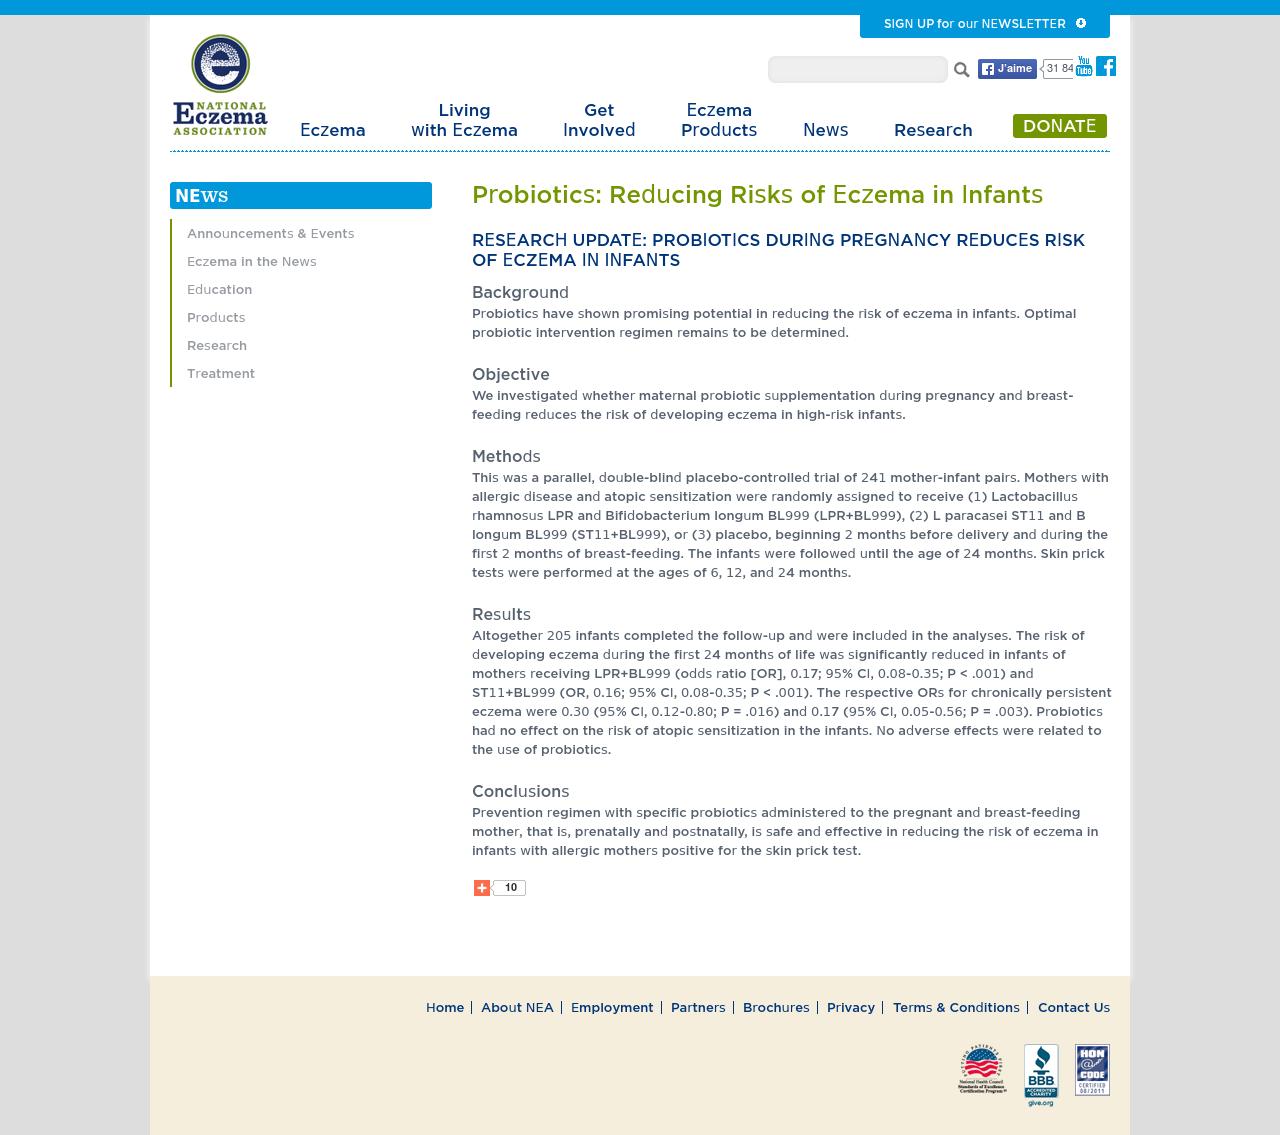 SIGN UP for our NEWSLETTER
J'aime 31 84
You
Tube
NATIONAL
Eczema
ASSOCIATION
Eczema
Living
with Eczema
Get
Involved
Eczema
Products
News
Research
DONATE
NEWS
Announcements & Events
Eczema in the News
Education
Products
Research
Treatment
Probiotics: Reducing Risks of Eczema in Infants
RESEARCH UPDATE: PROBIOTICS DURING PREGNANCY REDUCES RISK
OF ECZEMA IN INFANTS
Background
Probiotics have shown promising potential in reducing the risk of eczema in infants. Optimal
probiotic intervention regimen remains to be determined.
Objective
We investigated whether maternal probiotic supplementation during pregnancy and breast-
feeding reduces the risk of developing eczema in high-risk infants.
Methods
This was a parallel, double-blind placebo-controlled trial of 241 mother-infant pairs. Mothers with
allergic disease and atopic sensitization were randomly assigned to receive (1) Lactobacillus
rhamnosus LPR and Bifidobacterium longum BL999 (LPR+BL999), (2) L paracasei ST11 and B
longum BL999 (ST11+BL999), or (3) placebo, beginning 2 months before delivery and during the
first 2 months of breast-feeding. The infants were followed until the age of 24 months. Skin prick
tests were performed at the ages of 6, 12, and 24 months.
Results
Altogether 205 infants completed the follow-up and were included in the analyses. The risk of
developing eczema during the first 24 months of life was significantly reduced in infants of
mothers receiving LPR+BL999 (odds ratio [OR], 0.17; 95% CI, 0.08-0.35; P < .001) and
ST11+BL999 (OR, 0.16; 95% CI, 0.08-0.35; P < .001). The respective ORs for chronically persistent
eczema were 0.30 (95% CI, 0.12-0.80; P = .016) and 0.17 (95% CI, 0.05-0.56; P = .003). Probiotics
had no effect on the risk of atopic sensitization in the infants. No adverse effects were related to
the use of probiotics.
Conclusions
Prevention regimen with specific probiotics administered to the pregnant and breast-feeding
mother, that is, prenatally and postnatally, is safe and effective in reducing the risk of eczema in
infants with allergic mothers positive for the skin prick test.
10
Home | About NEA | Employment | Partners | Brochures | Privacy | Terms & Conditions | Contact Us
National Health Council
Standards of Excellence
Certification Program
BBB
ACCREDITED
CHARITY
give.org
HON
@
CODE
CERTIFIED
08/2011